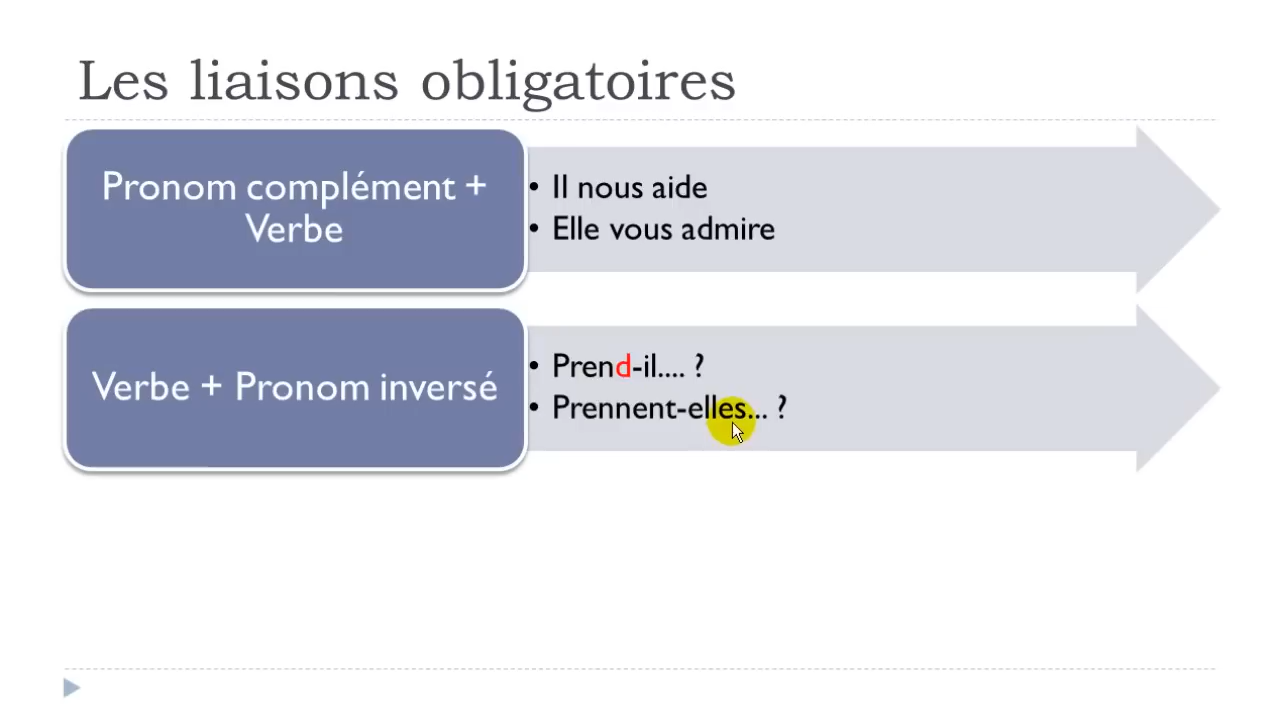 Les liaisons obligatoires
Pronom complément +
Verbe
• Il nous aide
• Elle vous admire
Verbe + Pronom inversé
• Prend-il.... ?
• Prennent-elles... ?